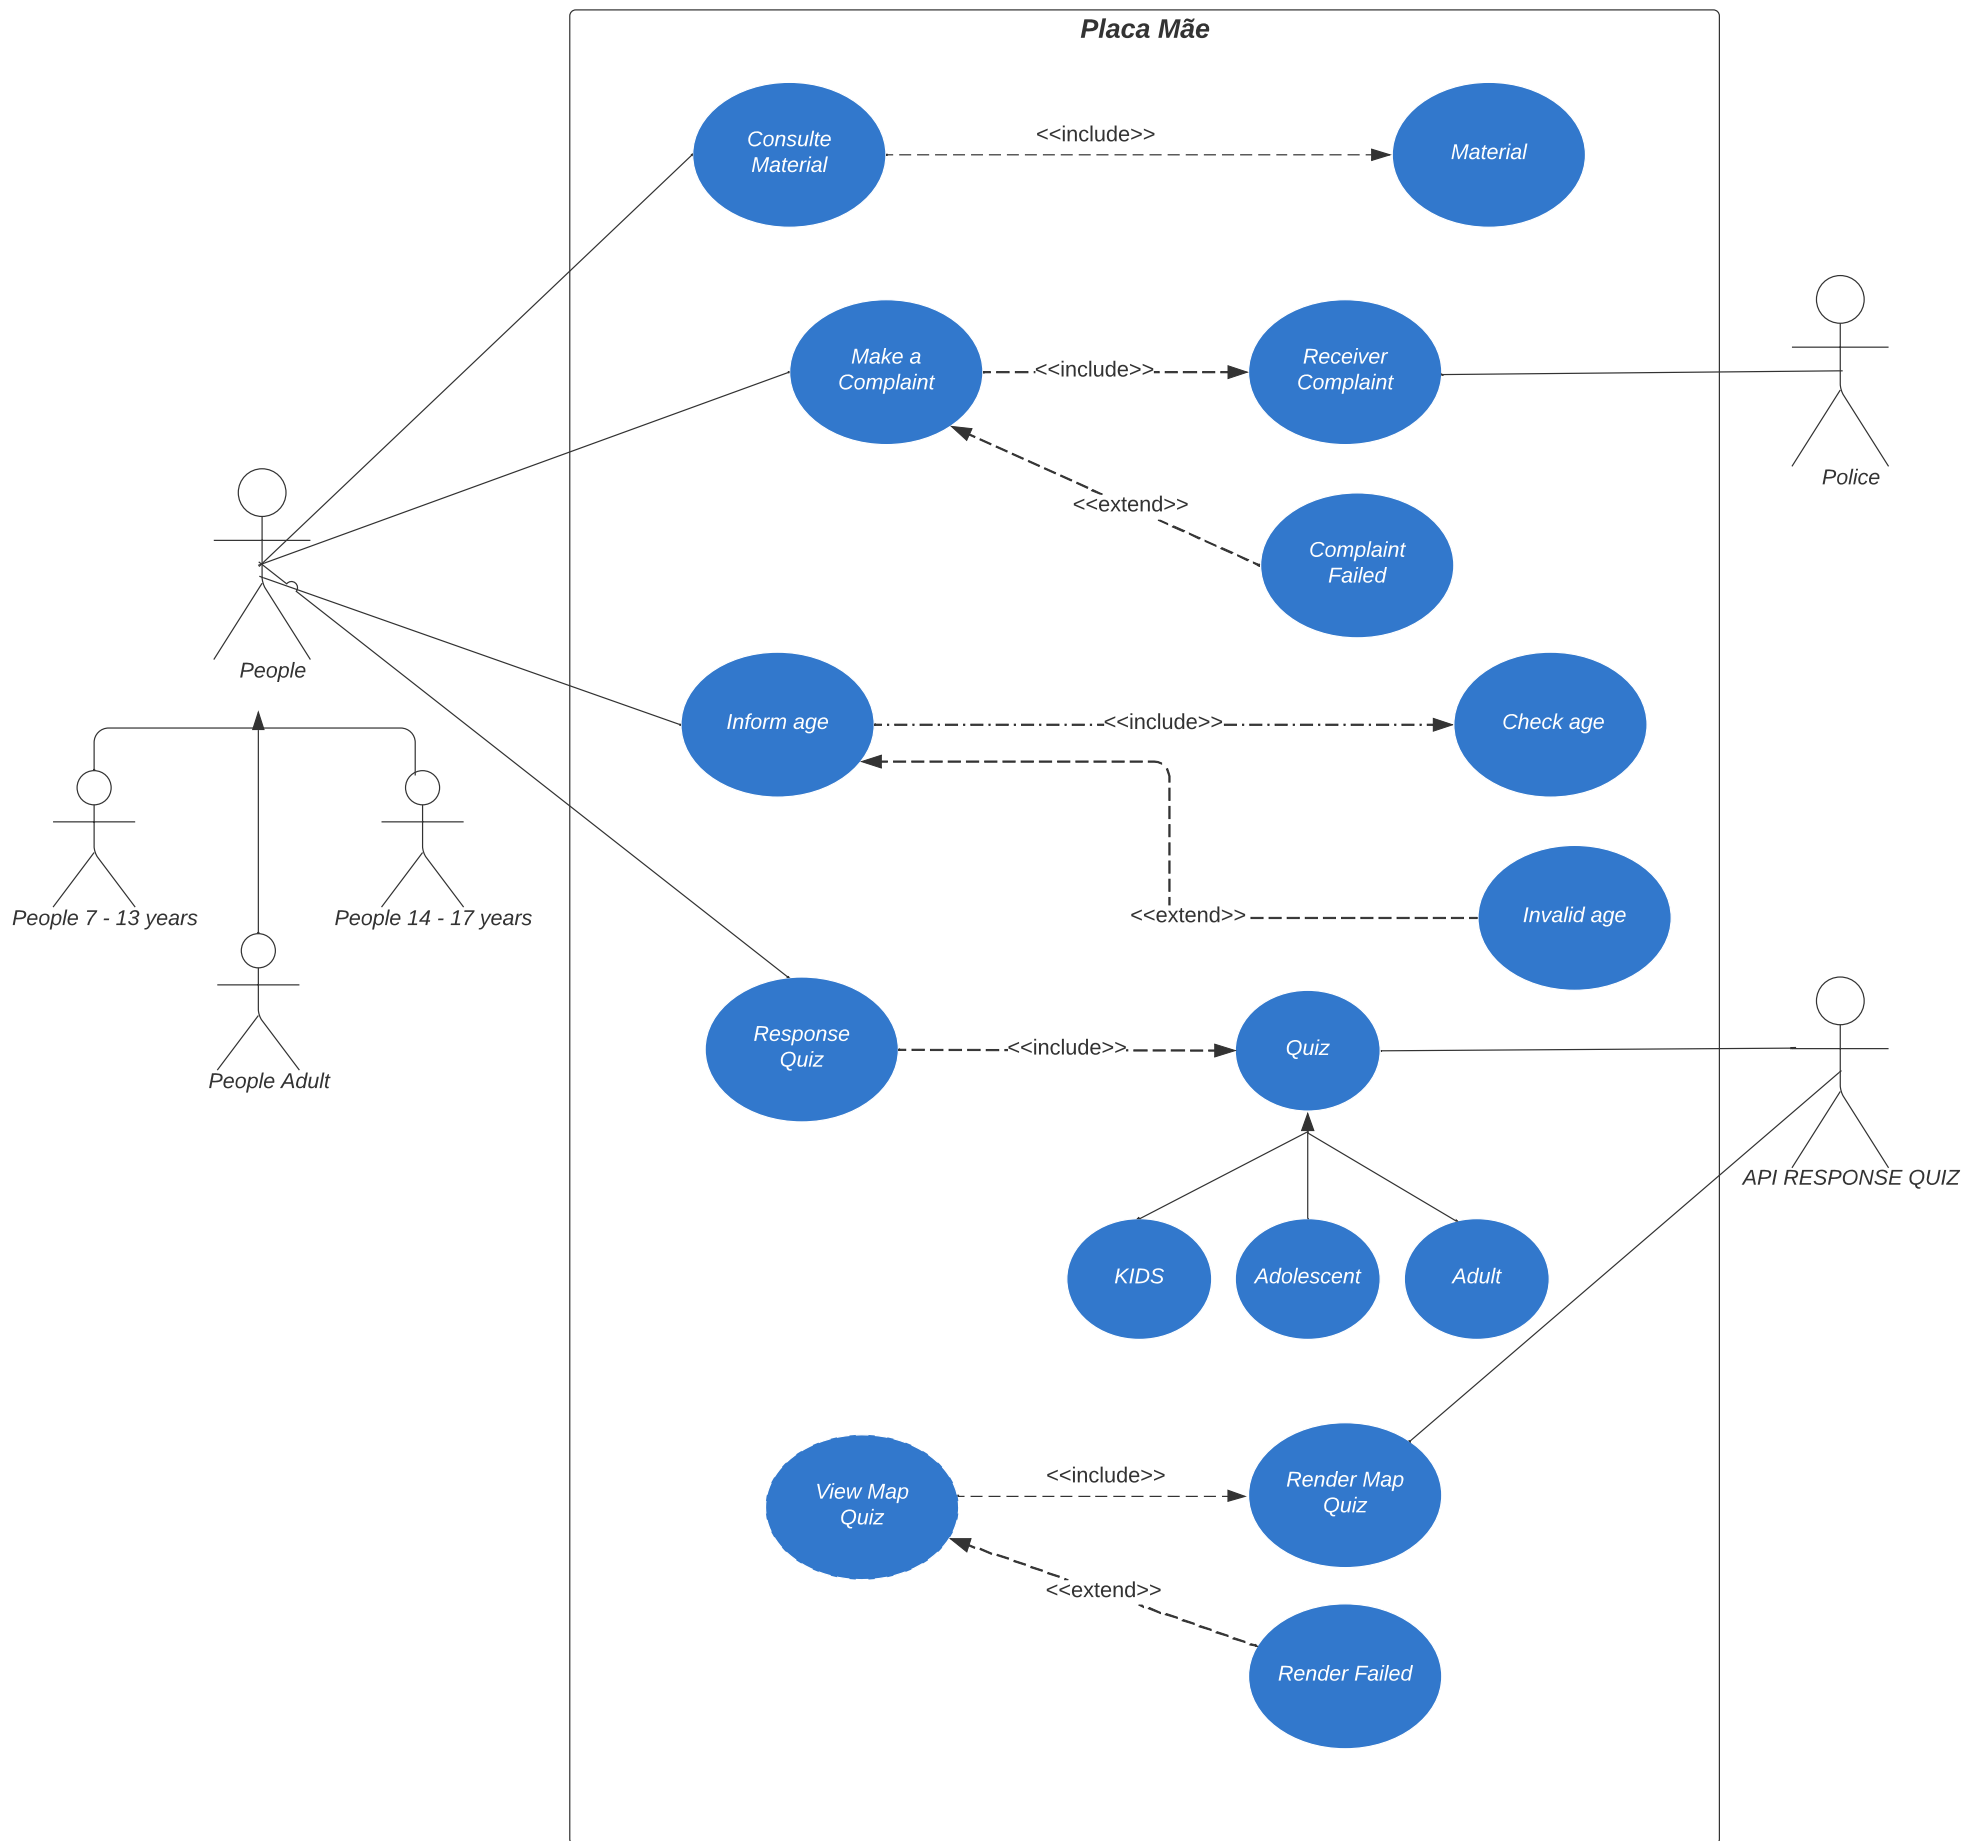 Placa Mãe
Consulte
Material
<<include>>
Material
Make a
Complaint
<<include>>
Receiver
Complaint
Police
<<extend>>
Complaint
Failed
People
Inform age
<<include>>
Check age
People 7 - 13 years
People 14 - 17 years
<<extend>>
Invalid age
People Adult
Response
Quiz
<<include>>
Quiz
API RESPONSE QUIZ
KIDS
Adolescent
Adult
View Map
Quiz
<<include>>
Render Map
Quiz
<<extend>>
Render Failed